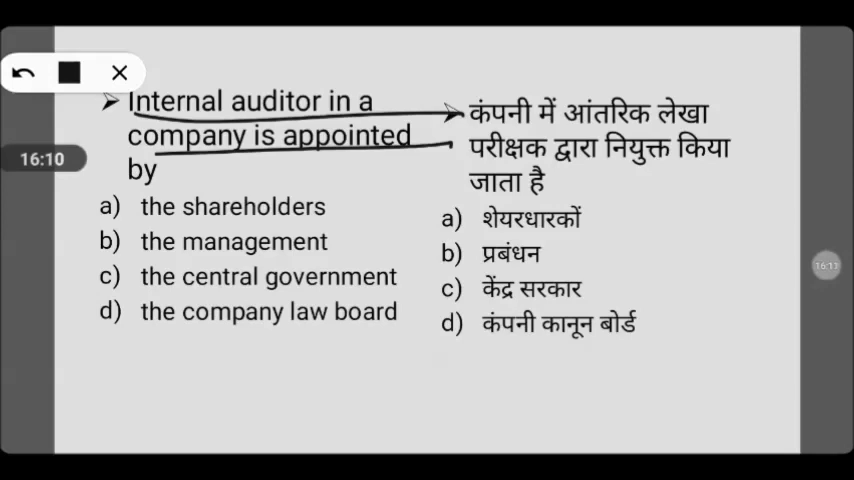 ➤ Internal auditor in a
company is appointed
by
a) the shareholders
b) the management
c) the central government
d) the company law board
➤ कंपनी में आंतरिक लेखा
परीक्षक द्वारा नियुक्त किया
जाता है
a) शेयरधारकों
b) प्रबंधन
c) केंद्र सरकार
d) कंपनी कानून बोर्ड
16:10
16:11